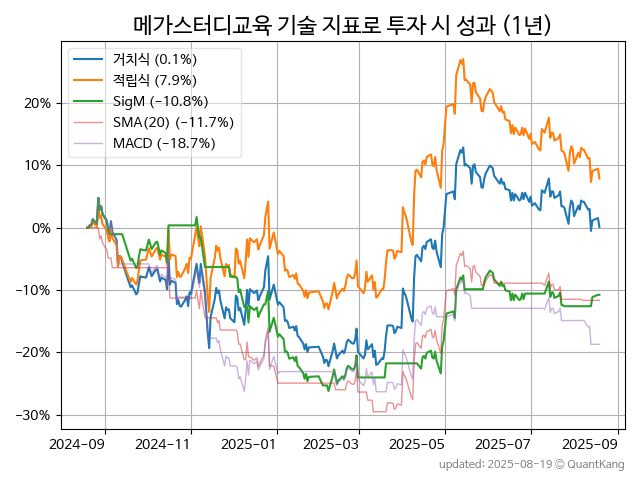 메가스터디교육 기술 지표로 투자 시 성과 (1년)
거치식 (0.1%)
적립식 (7.9%)
SigM (−10.8%)
SMA(20) (−11.7%)
MACD (−18.7%)
20%
10%
0%
−10%
−20%
−30%
2024-09 2024-11 2025-01 2025-03 2025-05 2025-07 2025-09
updated: 2025-08-19 © QuantKang